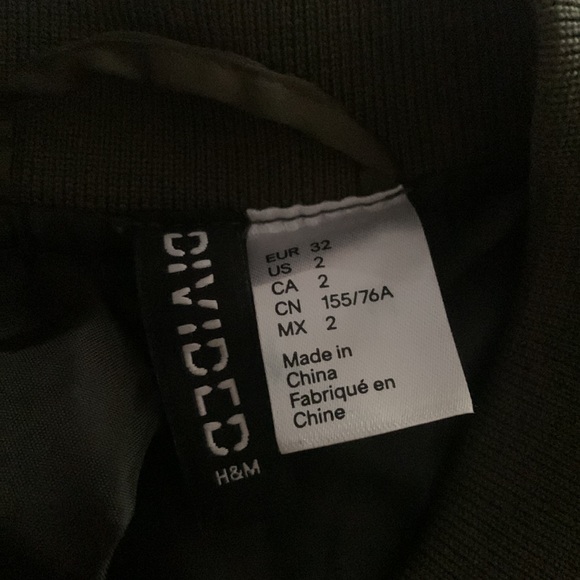 DIVIDED
H&M
EUR 32
US 2
CA 2
CN 155/76A
MX 2
Made in
China
Fabriqué en
Chine